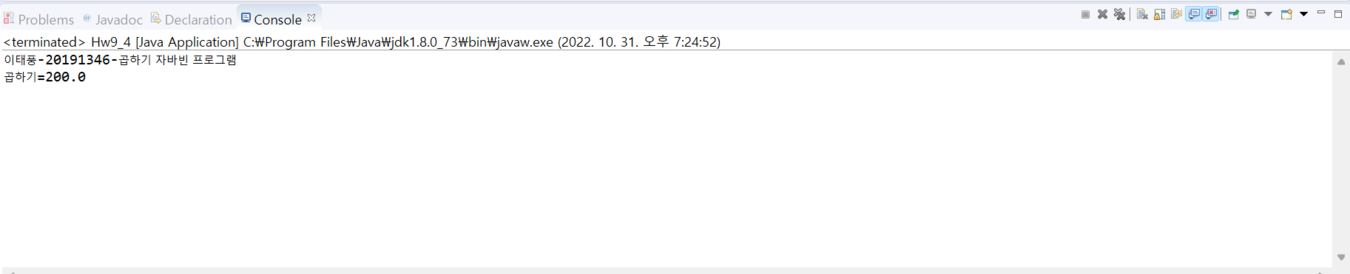 Problems Javadoc Declaration Console
<terminated> Hw9_4 [Java Application] C:₩Program Files₩Java₩jdk1.8.0_73₩bin₩javaw.exe (2022. 10. 31. 오후 7:24:52)
이태풍-20191346-곱하기 자바빈 프로그램
곱하기=200.0